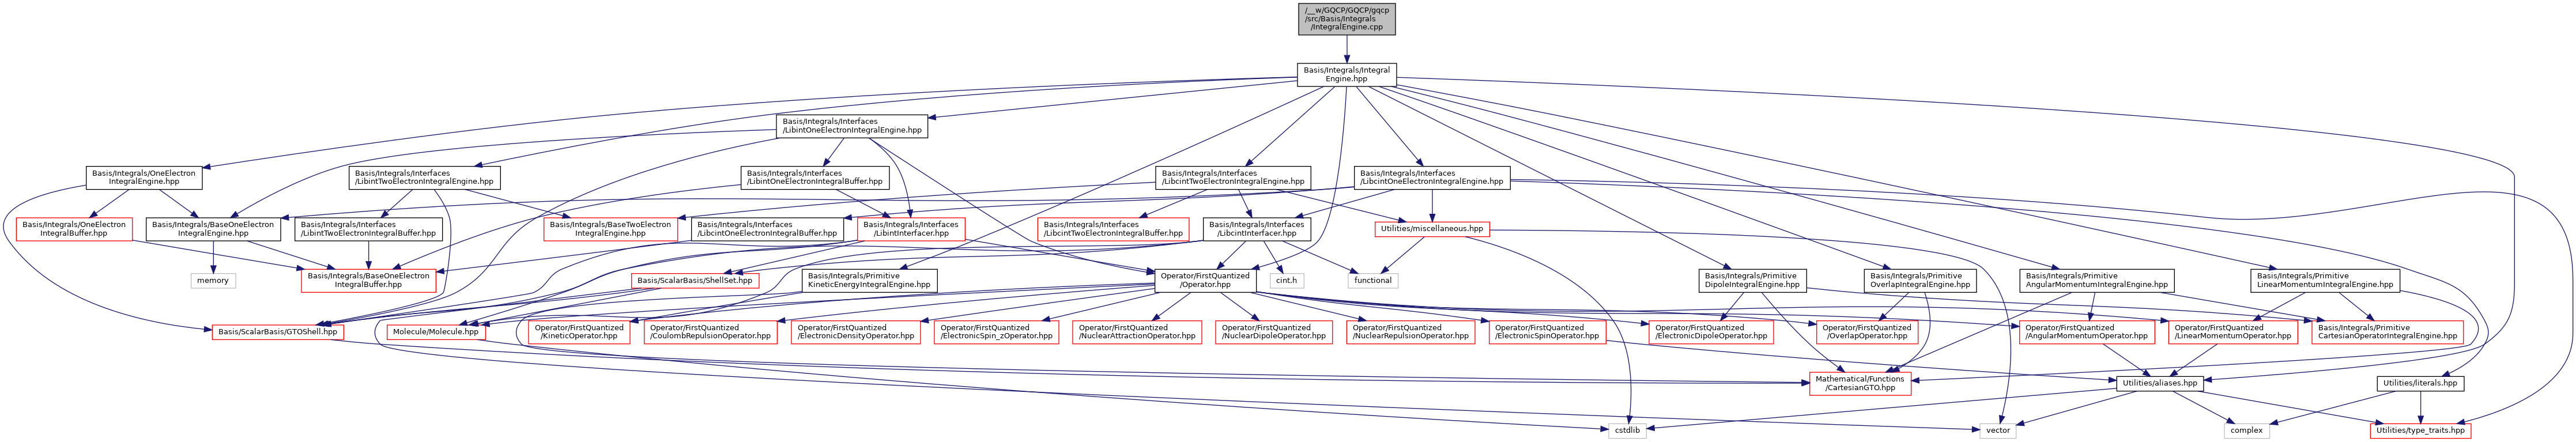 /__w/GQCP/GQCP/gqcp
/src/Basis/Integrals
/IntegralEngine.cpp
Basis/Integrals/Integral
Engine.hpp
Basis/Integrals/Interfaces
/LibintOneElectronIntegralEngine.hpp
Basis/Integrals/OneElectron
IntegralEngine.hpp
Basis/Integrals/Interfaces
/LibintTwoElectronIntegralEngine.hpp
Basis/Integrals/Interfaces
/LibintOneElectronIntegralBuffer.hpp
Basis/Integrals/Interfaces
/LibcintTwoElectronIntegralEngine.hpp
Basis/Integrals/Interfaces
/LibcintOneElectronIntegralEngine.hpp
Basis/Integrals/OneElectron
IntegralBuffer.hpp
Basis/Integrals/BaseOneElectron
IntegralEngine.hpp
Basis/Integrals/Interfaces
/LibintTwoElectronIntegralBuffer.hpp
Basis/Integrals/BaseTwoElectron
IntegralEngine.hpp
Basis/Integrals/Interfaces
/LibcintOneElectronIntegralBuffer.hpp
Basis/Integrals/Interfaces
/LibintInterfacer.hpp
Basis/Integrals/Interfaces
/LibcintTwoElectronIntegralBuffer.hpp
Basis/Integrals/Interfaces
/LibcintInterfacer.hpp
Utilities/miscellaneous.hpp
memory
Basis/Integrals/BaseOneElectron
IntegralBuffer.hpp
Basis/ScalarBasis/ShellSet.hpp
Basis/Integrals/Primitive
KineticEnergyIntegralEngine.hpp
Operator/FirstQuantized
/Operator.hpp
cint.h
functional
Basis/Integrals/Primitive
DipoleIntegralEngine.hpp
Basis/Integrals/Primitive
OverlapIntegralEngine.hpp
Basis/Integrals/Primitive
AngularMomentumIntegralEngine.hpp
Basis/Integrals/Primitive
LinearMomentumIntegralEngine.hpp
Basis/ScalarBasis/GTOShell.hpp
Molecule/Molecule.hpp
Operator/FirstQuantized
/KineticOperator.hpp
Operator/FirstQuantized
/CoulombRepulsionOperator.hpp
Operator/FirstQuantized
/ElectronicDensityOperator.hpp
Operator/FirstQuantized
/ElectronicSpin_zOperator.hpp
Operator/FirstQuantized
/NuclearAttractionOperator.hpp
Operator/FirstQuantized
/NuclearDipoleOperator.hpp
Operator/FirstQuantized
/NuclearRepulsionOperator.hpp
Operator/FirstQuantized
/ElectronicSpinOperator.hpp
Operator/FirstQuantized
/ElectronicDipoleOperator.hpp
Operator/FirstQuantized
/OverlapOperator.hpp
Operator/FirstQuantized
/AngularMomentumOperator.hpp
Operator/FirstQuantized
/LinearMomentumOperator.hpp
Basis/Integrals/Primitive
CartesianOperatorIntegralEngine.hpp
Mathematical/Functions
/CartesianGTO.hpp
Utilities/aliases.hpp
Utilities/literals.hpp
cstdlib
vector
complex
Utilities/type_traits.hpp